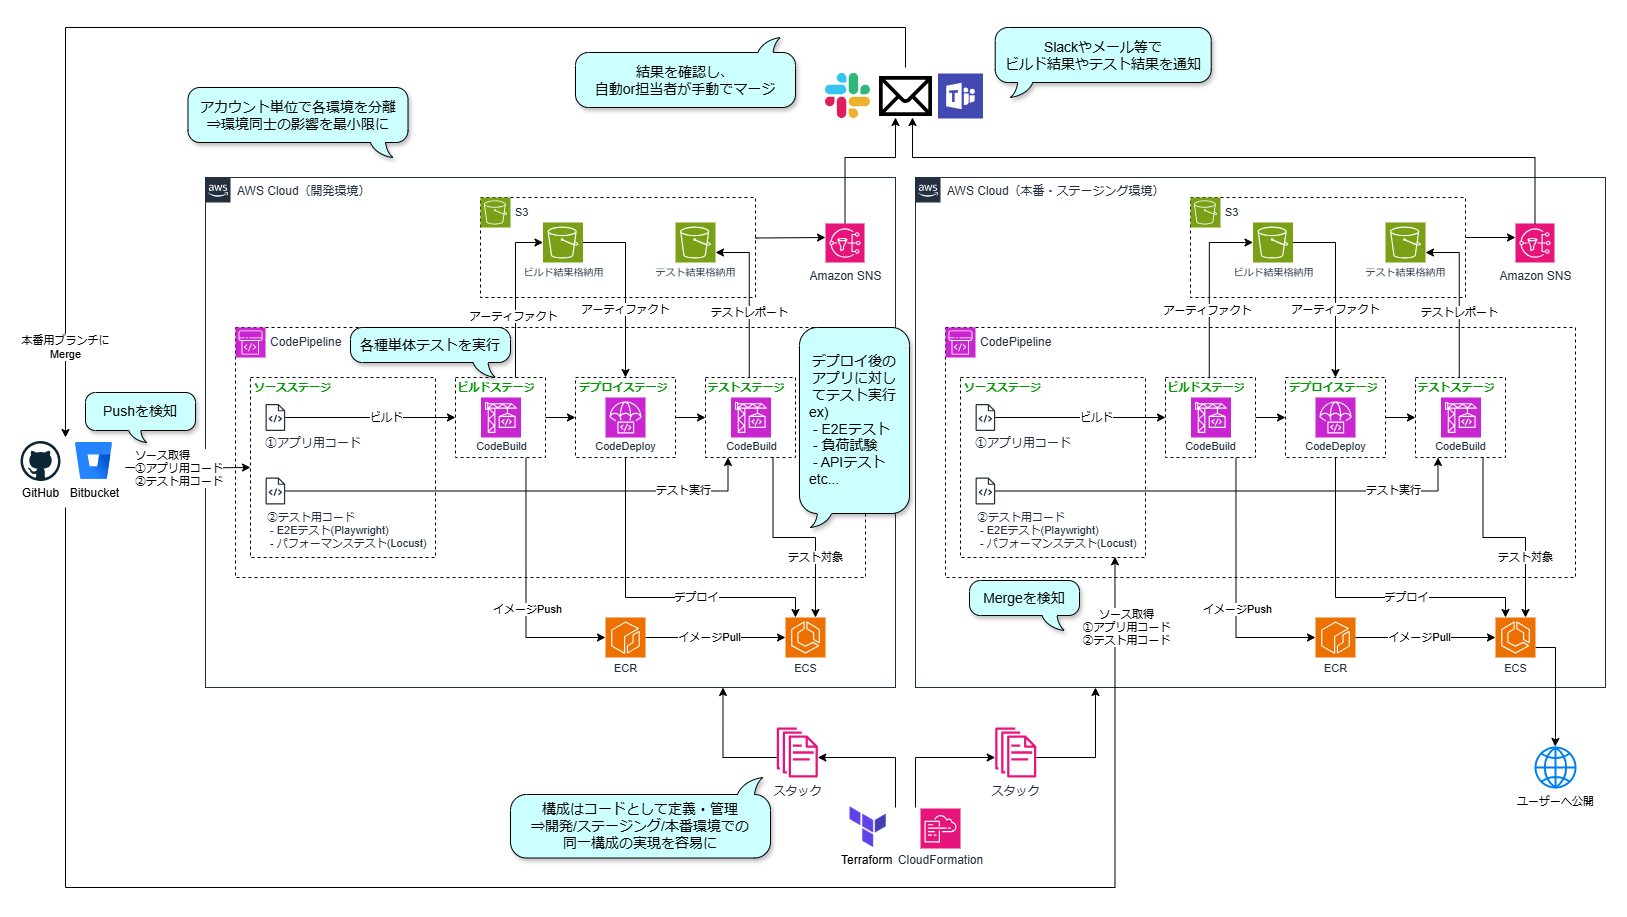 結果を確認し、
自動or担当者が手動でマージ
Slackやメール等で
ビルド結果やテスト結果を通知
アカウント単位で各環境を分離
⇒環境同士の影響を最小限に
aws
AWS Cloud（開発環境）
S3
ビルド結果格納用
テスト結果格納用
Amazon SNS
アーティファクト
アーティファクト
テストレポート
CodePipeline
各種単体テストを実行
デプロイ後の
アプリに対し
てテスト実行
ex)
- E2Eテスト
- 負荷試験
- APIテスト
etc...
ソースステージ
ビルドステージ
デプロイステージ
テストステージ
ビルド
①アプリ用コード
CodeBuild
CodeDeploy
CodeBuild
テスト実行
②テスト用コード
- E2Eテスト(Playwright)
- パフォーマンステスト(Locust)
テスト対象
イメージPush
デプロイ
イメージPull
ECR
ECS
本番用ブランチに
Merge
Pushを検知
GitHub
Bitbucket
ソース取得
①アプリ用コード
②テスト用コード
aws
AWS Cloud（本番・ステージング環境）
S3
ビルド結果格納用
テスト結果格納用
Amazon SNS
アーティファクト
アーティファクト
テストレポート
CodePipeline
ソースステージ
ビルドステージ
デプロイステージ
テストステージ
ビルド
①アプリ用コード
CodeBuild
CodeDeploy
CodeBuild
テスト実行
②テスト用コード
- E2Eテスト(Playwright)
- パフォーマンステスト(Locust)
テスト対象
Mergeを検知
ソース取得
①アプリ用コード
②テスト用コード
イメージPush
デプロイ
イメージPull
ECR
ECS
スタック
スタック
ユーザーへ公開
構成はコードとして定義・管理
⇒開発/ステージング/本番環境での
同一構成の実現を容易に
Terraform
CloudFormation